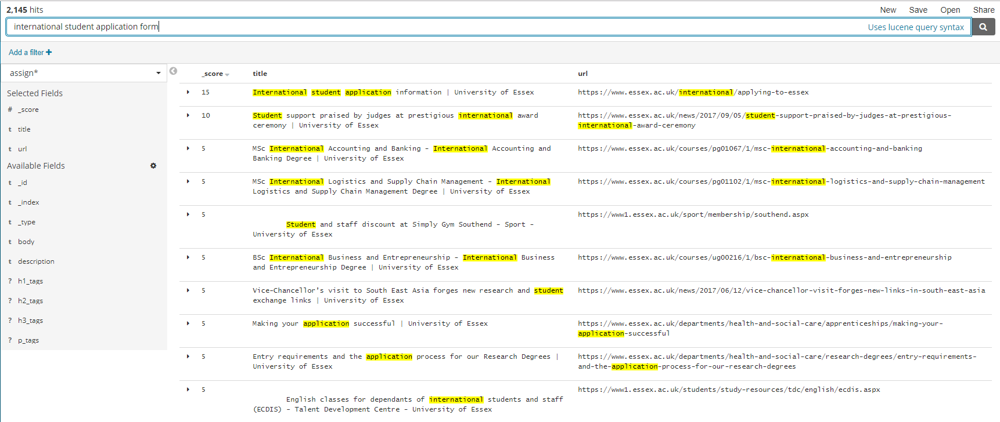 2,145 hits
New Save Open Share
international student application form
Uses lucene query syntax
Add a filter
assign*
Selected Fields
# _score
t title
t url
Available Fields
t _id
t _index
t _type
t body
t description
? h1_tags
? h2_tags
? h3_tags
? p_tags
_score title url
15 International student application information | University of Essex https://www.essex.ac.uk/international/applying-to-essex
10 Student support praised by judges at prestigious international award https://www.essex.ac.uk/news/2017/09/05/student-support-praised-by-judges-at-prestigious-
ceremony | University of Essex international-award-ceremony
5 MSc International Accounting and Banking - International Accounting and https://www.essex.ac.uk/courses/pg01067/1/msc-international-accounting-and-banking
Banking Degree | University of Essex
5 MSc International Logistics and Supply Chain Management - International https://www.essex.ac.uk/courses/pg01102/1/msc-international-logistics-and-supply-chain-management
Logistics and Supply Chain Management Degree | University of Essex
5 https://www1.essex.ac.uk/sport/membership/southend.aspx
Student and staff discount at Simply Gym Southend - Sport -
University of Essex
5 BSc International Business and Entrepreneurship - International Business https://www.essex.ac.uk/courses/ug00216/1/bsc-international-business-and-entrepreneurship
and Entrepreneurship Degree | University of Essex
5 Vice-Chancellor's visit to South East Asia forges new research and student https://www.essex.ac.uk/news/2017/06/12/vice-chancellor-visit-forges-new-links-in-south-east-asia
exchange links | University of Essex
5 Making your application successful | University of Essex https://www.essex.ac.uk/departments/health-and-social-care/apprenticeships/making-your-
application-successful
5 Entry requirements and the application process for our Research Degrees | https://www.essex.ac.uk/departments/health-and-social-care/research-degrees/entry-requirements-
University of Essex and-the-application-process-for-our-research-degrees
5 https://www1.essex.ac.uk/students/study-resources/tdc/english/ecdis.aspx
English classes for dependants of international students and staff
(ECDIS) - Talent Development Centre - University of Essex